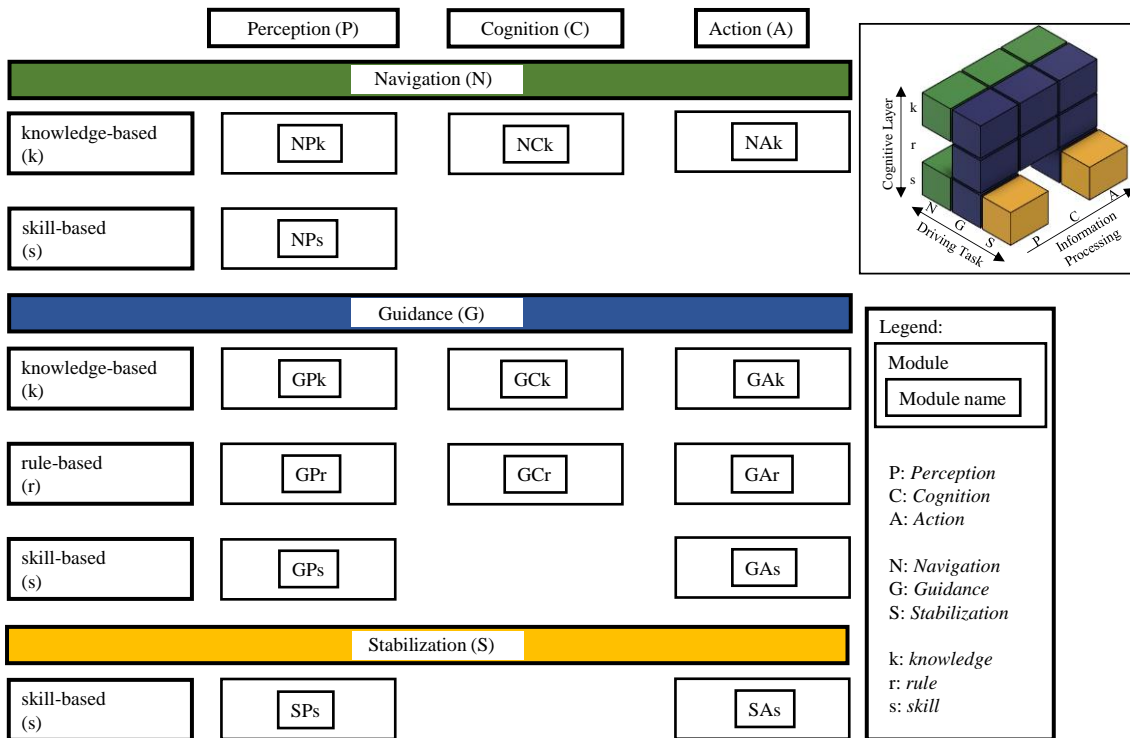 Perception (P)
Cognition (C)
Action (A)
Navigation (N)
knowledge-based
(k)
NPk
NCk
NAk
skill-based
(s)
NPs
Guidance (G)
knowledge-based
(k)
GPk
GCk
GAk
rule-based
(r)
GPr
GCr
GAr
skill-based
(s)
GPs
GAs
Stabilization (S)
skill-based
(s)
SPs
SAs
Cognitive Layer
k
r
s
N
G
S
Driving Task
P
C
A
Information
Processing
Legend:
Module
Module name
P: Perception
C: Cognition
A: Action
N: Navigation
G: Guidance
S: Stabilization
k: knowledge
r: rule
s: skill